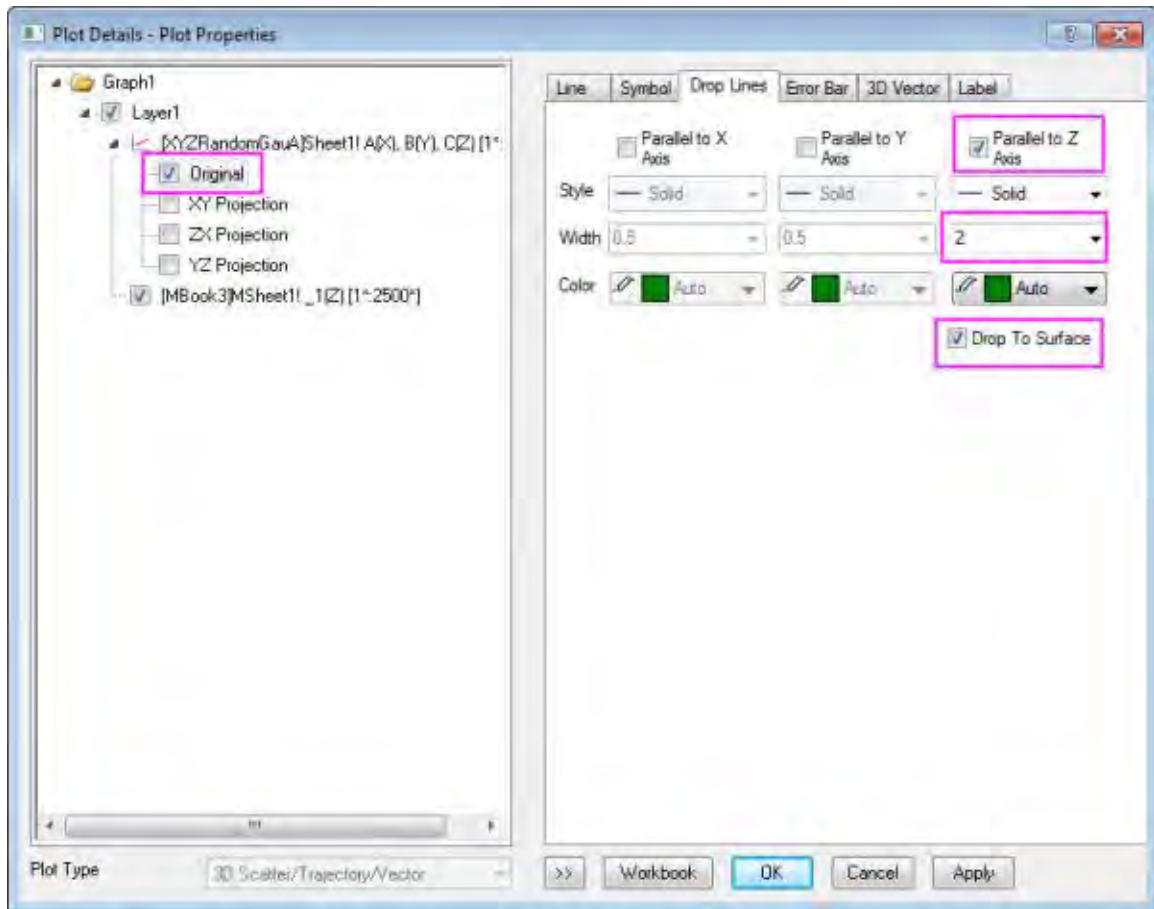 Plot Details - Plot Properties
Graph1
Layer1
[XYZRandomGauA]Sheet1! A(X), B(Y), C(Z) [1*:
Original
XY Projection
ZX Projection
YZ Projection
[MBook3]MSheet1! _1(Z) [1*:2500*]
Plot Type 3D Scatter/Trajectory/Vector
Line Symbol Drop Lines Error Bar 3D Vector Label
Parallel to X Axis Parallel to Y Axis Parallel to Z Axis
Style Solid Solid Solid
Width 0.5 0.5 2
Color Auto Auto Auto
Drop To Surface
>> Workbook OK Cancel Apply